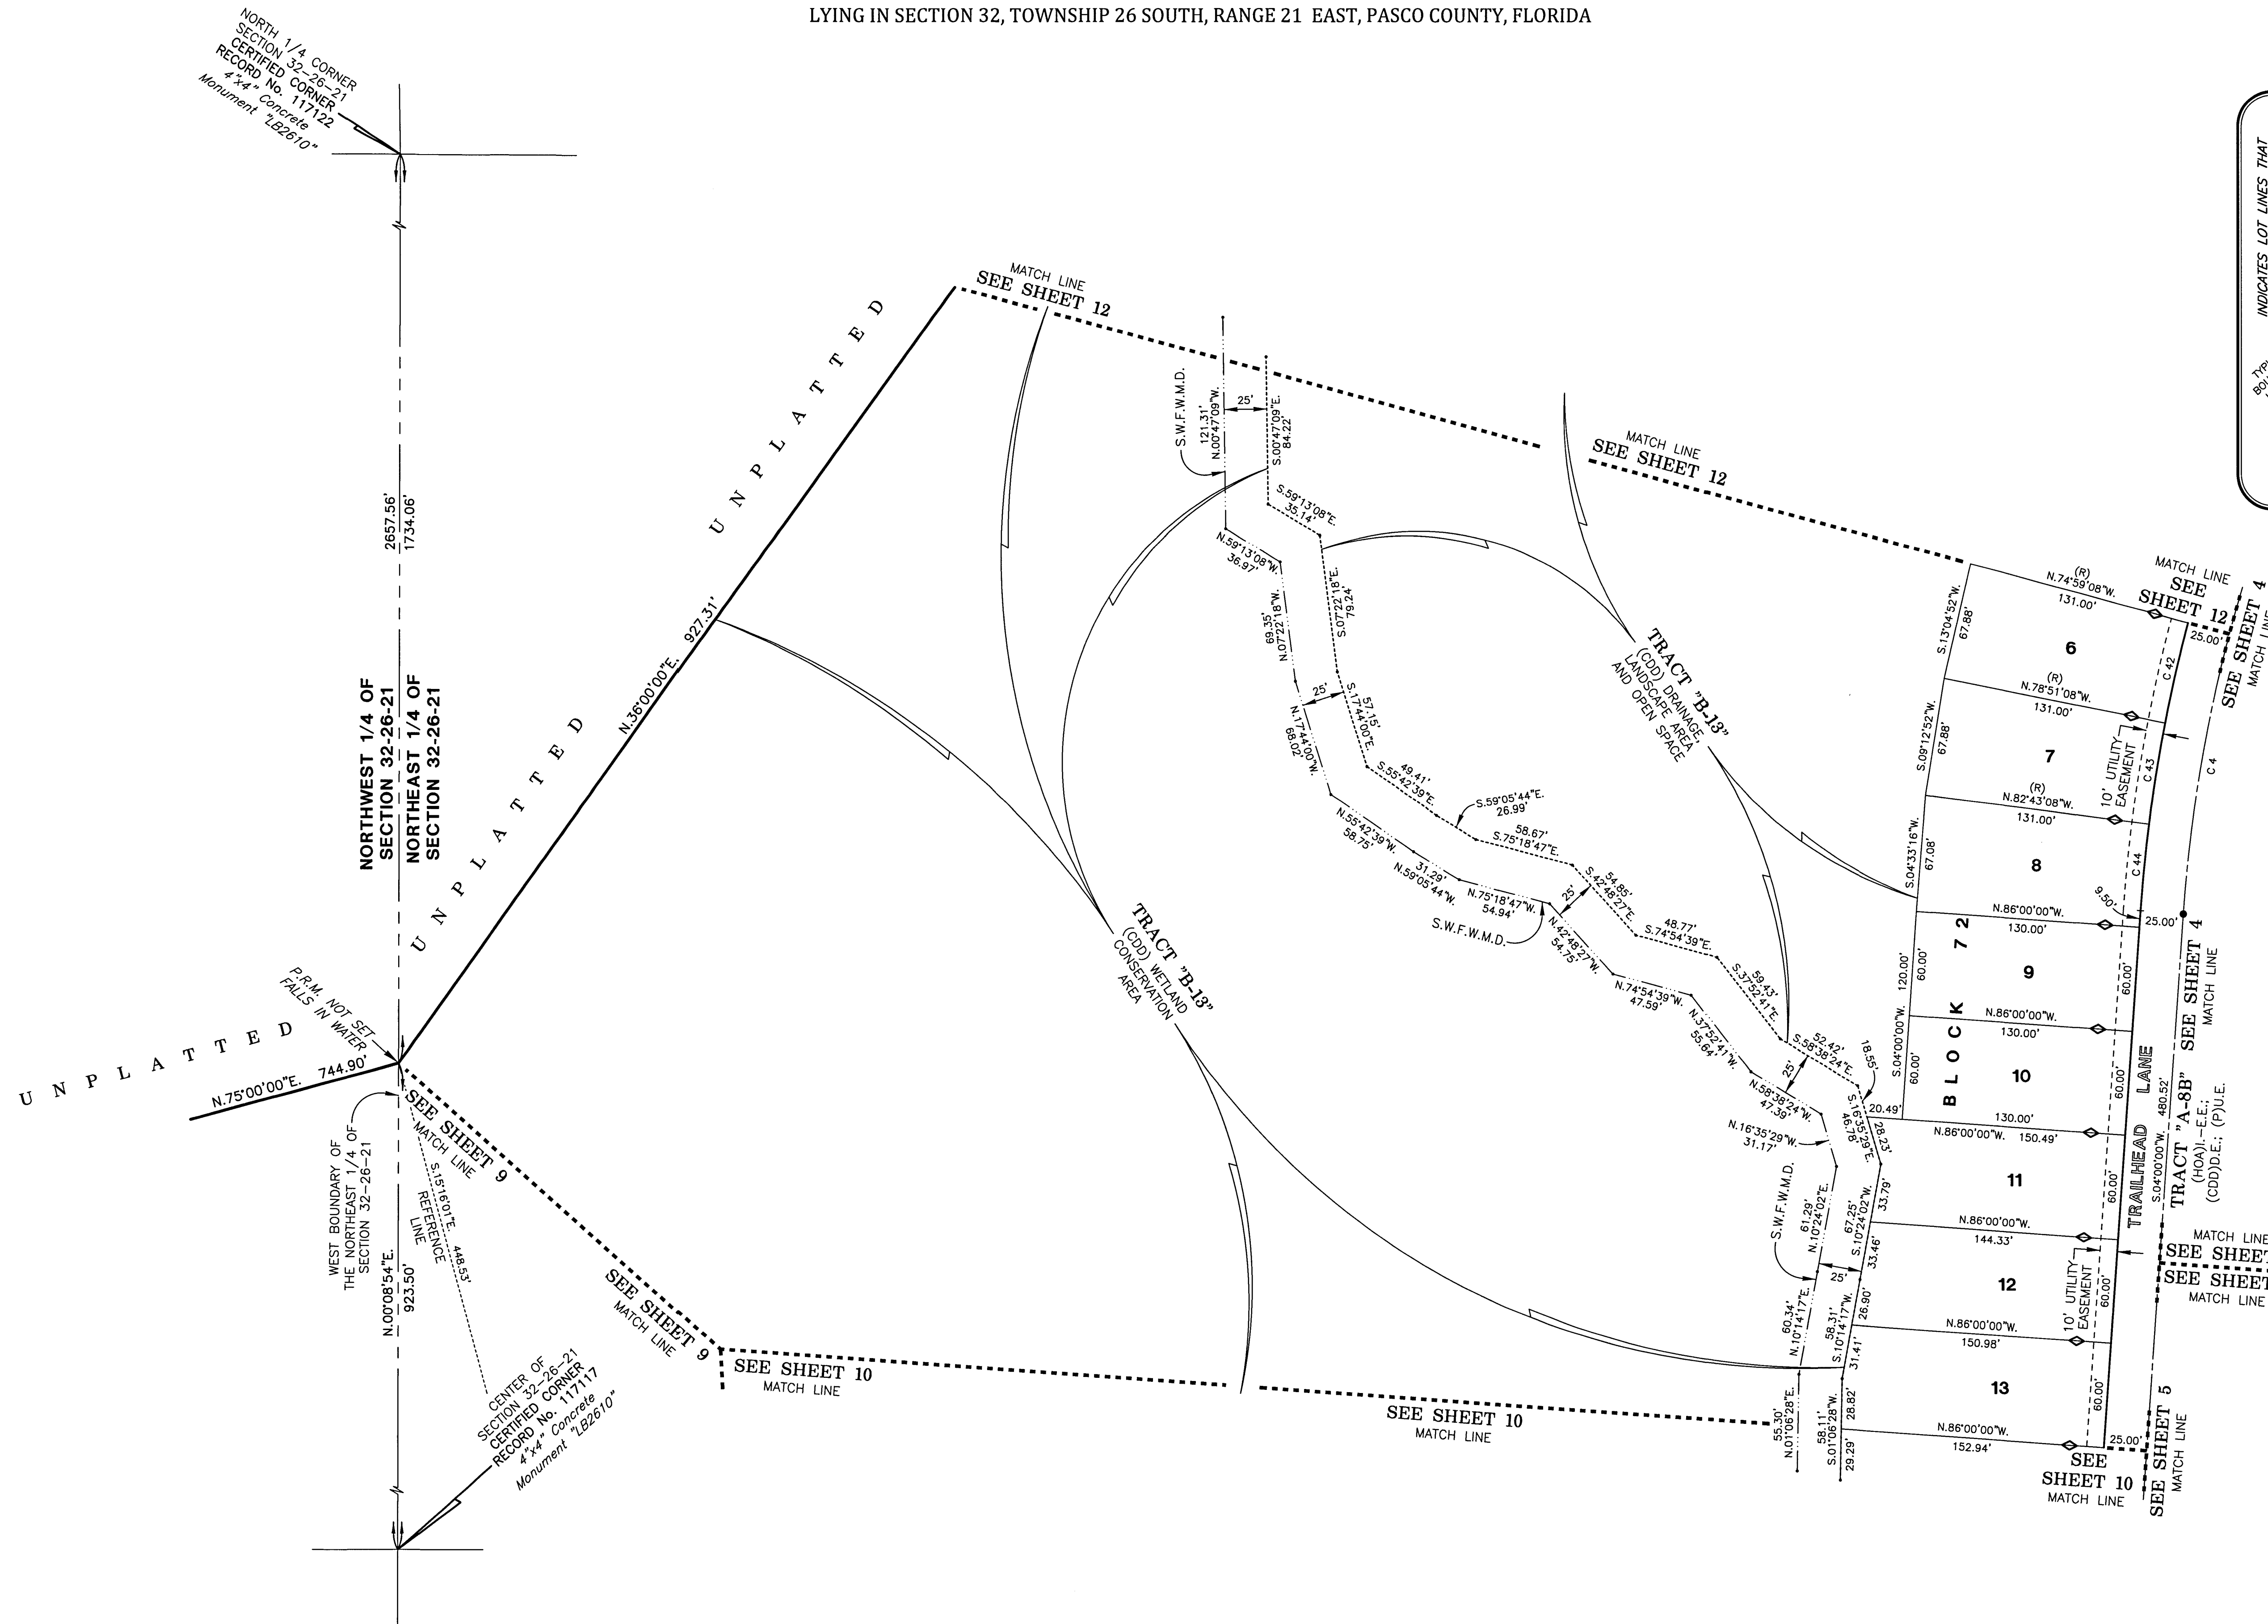 LYING IN SECTION 32, TOWNSHIP 26 SOUTH, RANGE 21 EAST, PASCO COUNTY, FLORIDA
NORTH 1/4 CORNER
SECTION 32-26-21
CERTIFIED CORNER
RECORD No. 117122
4"x4" Concrete
Monument "LB2610"
2657.56'
1734.06'
NORTHWEST 1/4 OF
SECTION 32-26-21
NORTHEAST 1/4 OF
SECTION 32-26-21
UNPLATTED
UNPLATTED
UNPLATTED
N.36°00'00"E. 927.31'
P.R.M. NOT SET
FALLS IN WATER
N.75°00'00"E. 744.90'
WEST BOUNDARY OF
THE NORTHEAST 1/4 OF
SECTION 32-26-21
S.15°16'01"E. 448.53'
REFERENCE
LINE
N.00°08'54"E.
923.50'
CENTER OF
SECTION 32-26-21
CERTIFIED CORNER
RECORD No. 117117
4"x4" Concrete
Monument "LB2610"
SEE SHEET 9
MATCH LINE
SEE SHEET 9
MATCH LINE
SEE SHEET 10
MATCH LINE
SEE SHEET 10
MATCH LINE
MATCH LINE
SEE SHEET 12
MATCH LINE
SEE SHEET 12
S.W.F.W.M.D.
121.31'
N.00°47'09"W.
25'
S.00°47'09"E.
84.22'
S.59°13'08"E.
35.14'
N.59°13'08"W.
36.97'
69.35'
N.07°22'18"W.
S.07°22'18"E.
79.24'
25'
57.15'
S.17°44'00"E.
N.17°44'00"W.
68.02'
49.41'
S.55°42'39"E.
S.59°05'44"E.
26.99'
58.67'
S.75°18'47"E.
N.55°42'39"W.
58.75'
31.29'
N.59°05'44"W.
N.75°18'47"W.
54.94'
S.W.F.W.M.D.
54.85'
S.42°48'27"E.
25'
N.42°48'27"W.
54.75'
48.77'
S.74°54'39"E.
N.74°54'39"W.
47.59'
59.43'
S.37°52'41"E.
N.37°52'41"W.
55.64'
52.42'
S.58°38'24"E.
25'
N.58°38'24"W.
47.39'
18.55'
N.16°35'29"W.
31.17'
S.16°35'29"E.
46.78'
28.23'
20.49'
S.W.F.W.M.D.
61.29'
N.10°24'02"E.
67.25'
S.10°24'02"W.
33.79'
33.46'
25'
60.34'
N.10°14'17"E.
58.31'
S.10°14'17"W.
26.90'
31.41'
55.30'
N.01°06'28"E.
58.11'
S.01°06'28"W.
28.82'
29.29'
TRACT "B-13"
(CDD) WETLAND
CONSERVATION
AREA
TRACT "B-13"
(CDD) DRAINAGE,
LANDSCAPE AREA
AND OPEN SPACE
(R)
N.74°59'08"W.
131.00'
S.13°04'52"W.
67.88'
6
C 42
(R)
N.78°51'08"W.
131.00'
S.09°12'52"W.
67.88'
7
10' UTILITY
EASEMENT
C 43
(R)
N.82°43'08"W.
131.00'
S.04°33'16"W.
67.08'
8
C 44
9.50'
25.00'
N.86°00'00"W.
130.00'
BLOCK 72
S.04°00'00"W. 120.00'
60.00'
9
60.00'
N.86°00'00"W.
130.00'
60.00'
10
60.00'
130.00'
N.86°00'00"W. 150.49'
11
60.00'
N.86°00'00"W.
144.33'
12
10' UTILITY
EASEMENT
60.00'
N.86°00'00"W.
150.98'
13
60.00'
N.86°00'00"W.
152.94'
25.00'
TRAILHEAD LANE
S.04°00'00"W. 480.52'
TRACT "A-8B"
(HOA)I.-E.E.;
(CDD)D.E.; (P)U.E.
MATCH LINE
SEE
SHEET 12
25.00'
SEE SHEET 4
MATCH LINE
C 4
SEE SHEET 4
MATCH LINE
MATCH LINE
SEE SHEET
SEE SHEET
MATCH LINE
SEE SHEET 5
MATCH LINE
SEE
SHEET 10
MATCH LINE
INDICATES LOT LINES THAT